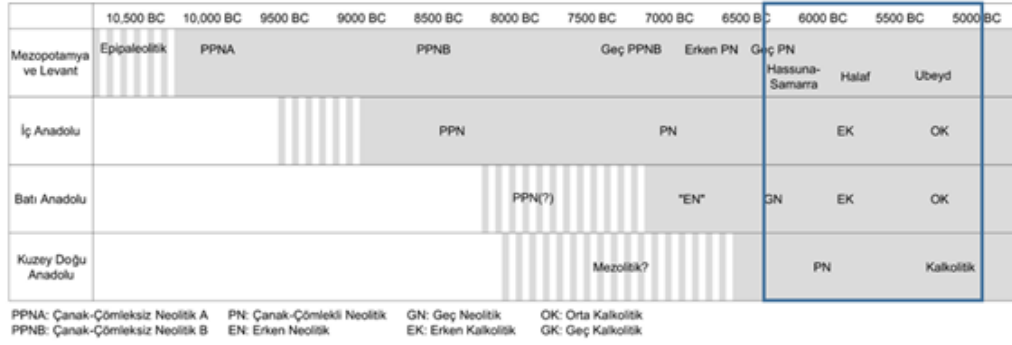 10,500 BC 10,000 BC 9500 BC 9000 BC 8500 BC 8000 BC 7500 BC 7000 BC 6500 BC 6000 BC 5500 BC 5000 BC
Mezopotamya ve Levant Epipaleolitik PPNA PPNB Geç PPNB Erken PN Geç PN
Hassuna-Samarra Halaf Ubeyd
İç Anadolu PPN PN EK OK
Batı Anadolu PPN(?) "EN" GN EK OK
Kuzey Doğu Anadolu Mezolitik? PN Kalkolitik
PPNA: Çanak-Çömleksiz Neolitik A PN: Çanak-Çömlekli Neolitik GN: Geç Neolitik OK: Orta Kalkolitik
PPNB: Çanak-Çömleksiz Neolitik B EN: Erken Neolitik EK: Erken Kalkolitik GK: Geç Kalkolitik